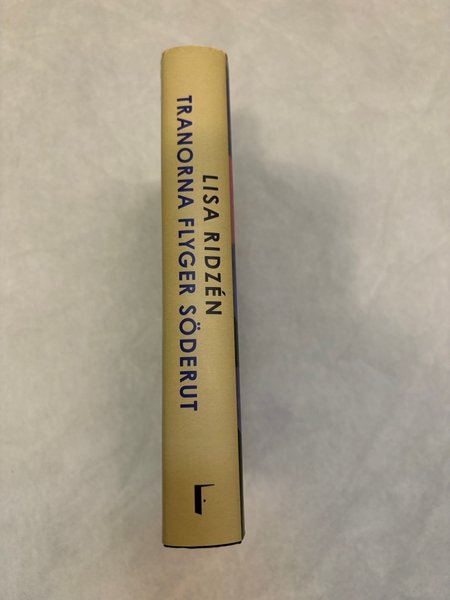 LISA RIDZÉN
TRANORNA FLYGER SÖDERUT